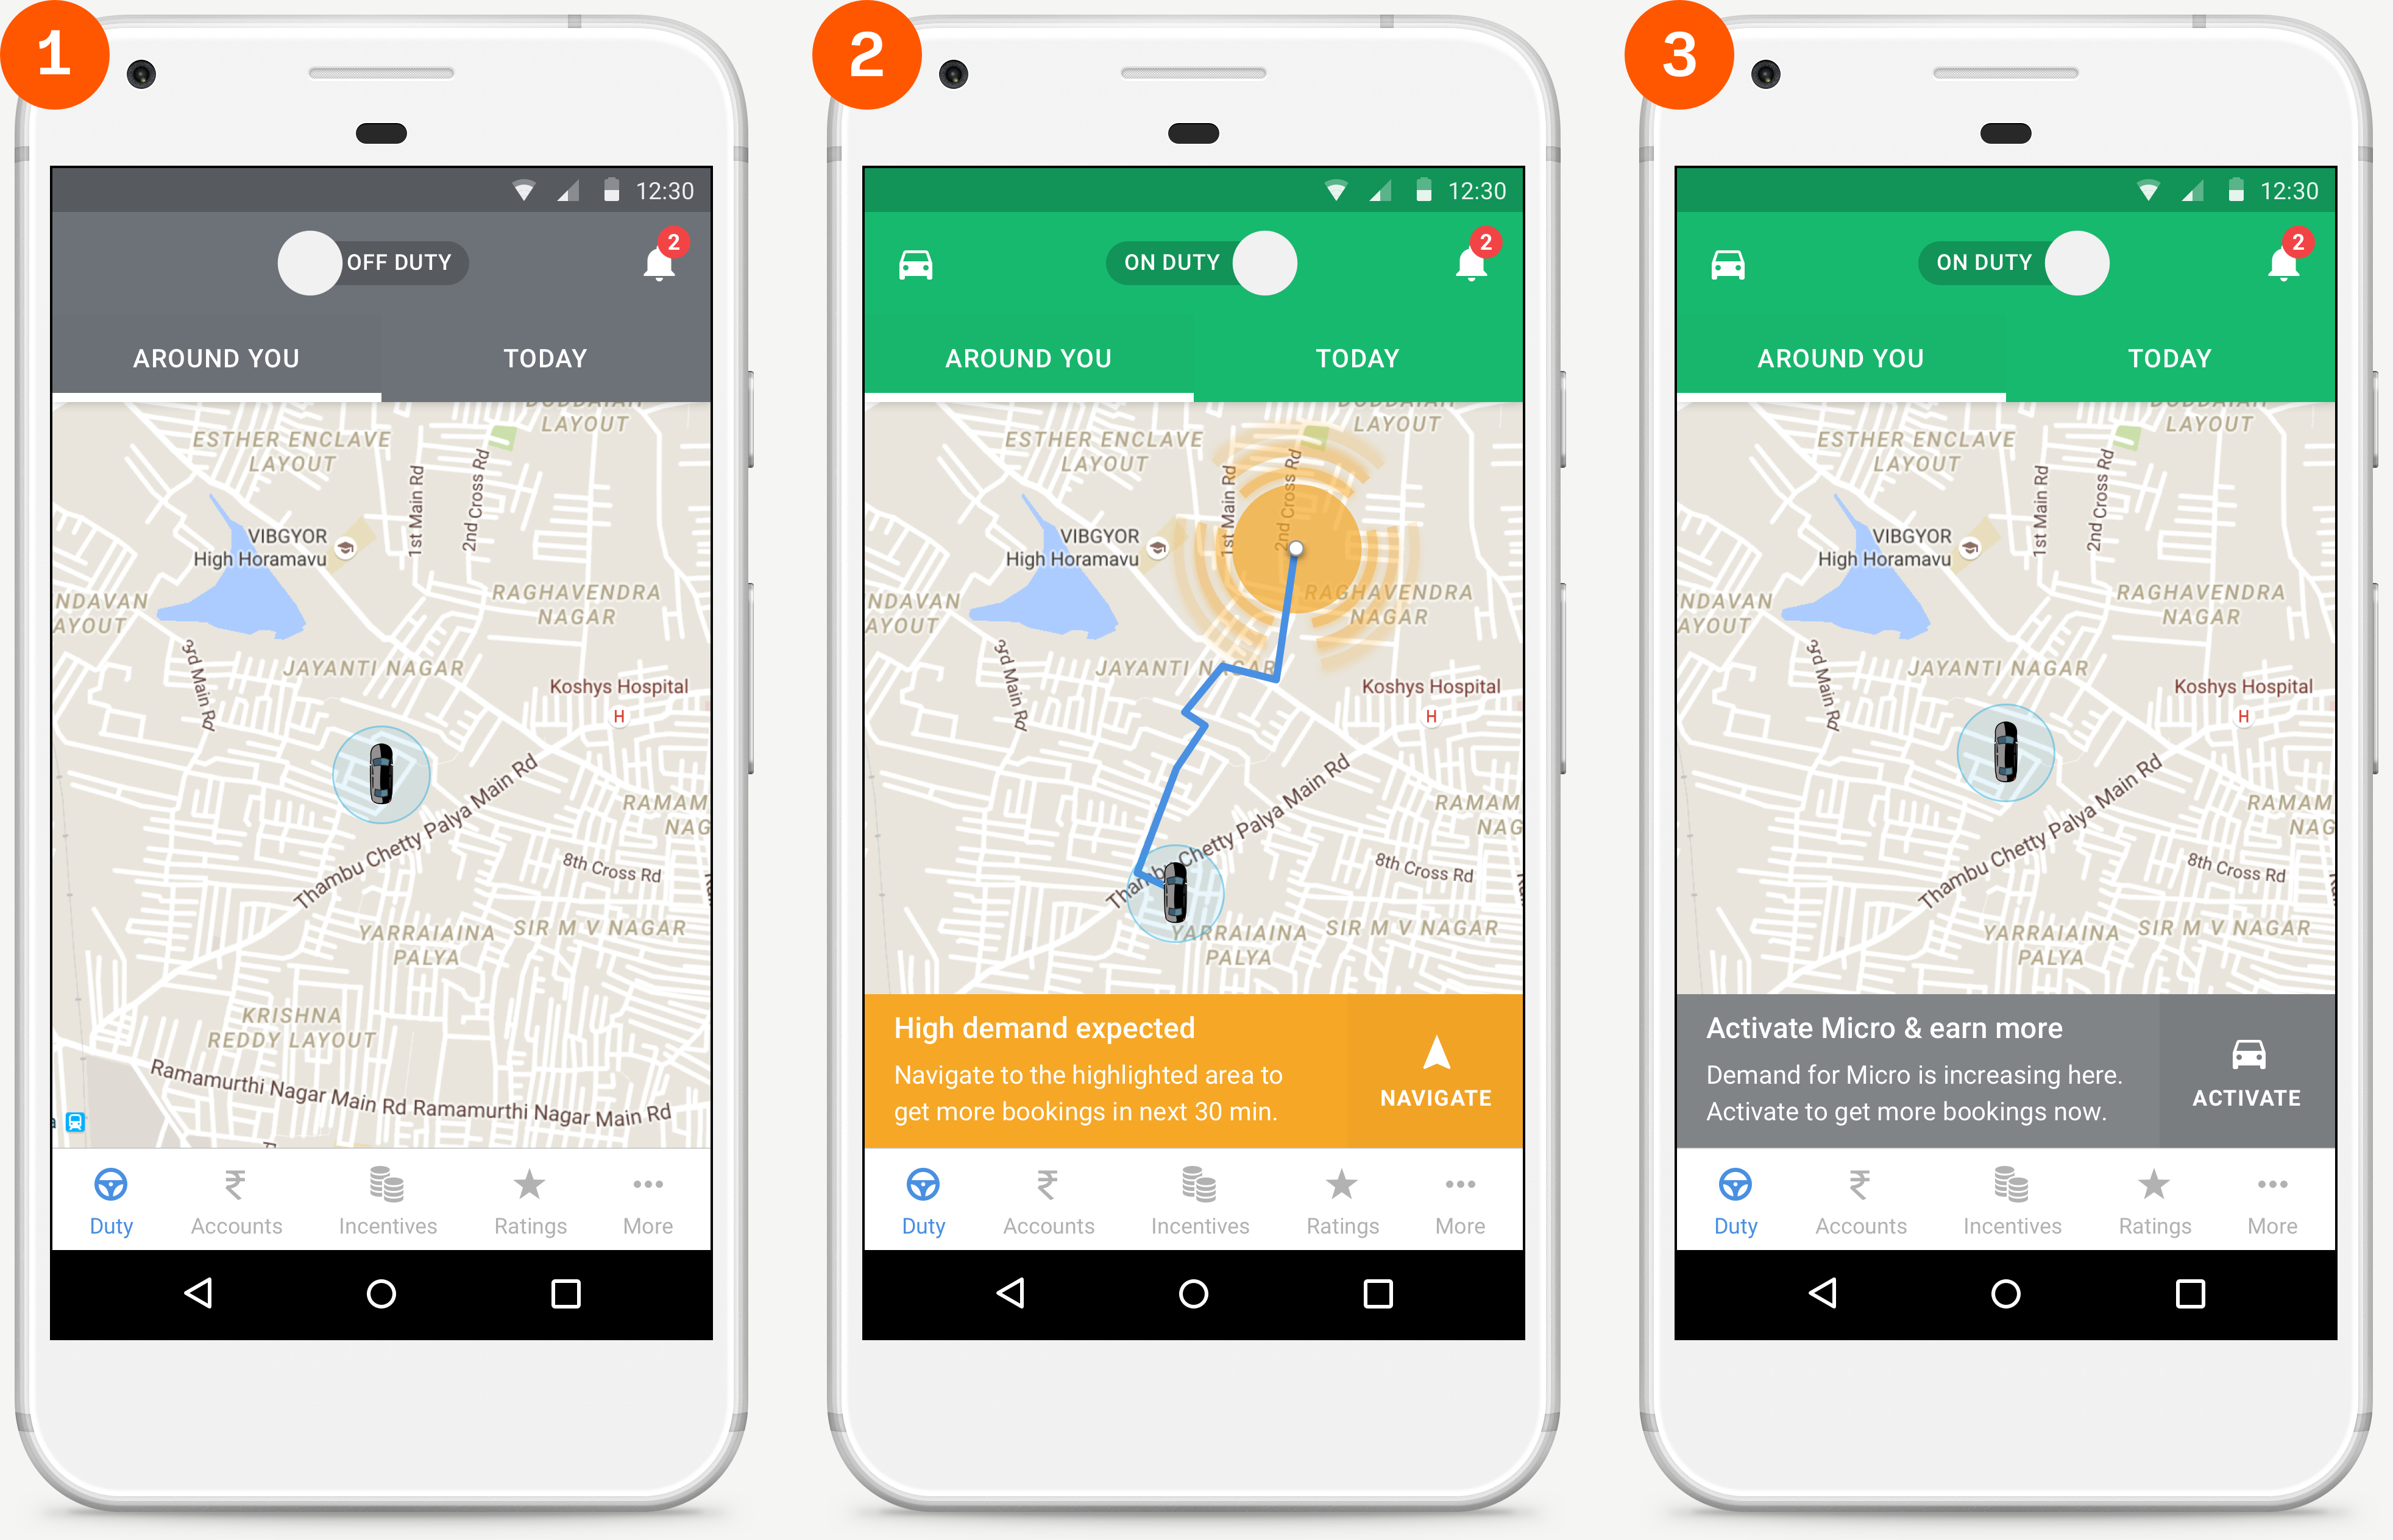 1
12:30
OFF DUTY
2
AROUND YOU
TODAY
LAYOUT
ESTHER ENCLAVE
LAYOUT
1st Main Rd
2nd Cross Rd
VIBGYOR
High Horamavu
RAGHAVENDRA
NAGAR
NDAVAN
AYOUT
3rd Main Rd
JAYANTI NAGAR
Koshys Hospital
H
Thambu Chetty Palya Main Rd
RAMAM
NAG
8th Cross Rd
YARRAIAINA
PALYA
SIR M V NAGAR
KRISHNA
REDDY LAYOUT
Ramamurthi Nagar Main Rd Ramamurthi Nagar Main Rd
Duty
Accounts
Incentives
Ratings
More
2
12:30
ON DUTY
2
AROUND YOU
TODAY
LAYOUT
ESTHER ENCLAVE
LAYOUT
1st Main Rd
2nd Cross Rd
VIBGYOR
High Horamavu
RAGHAVENDRA
NAGAR
NDAVAN
AYOUT
3rd Main Rd
JAYANTI NAGAR
Koshys Hospital
H
Thambu Chetty Palya Main Rd
RAMAM
NAG
8th Cross Rd
YARRAIAINA
PALYA
SIR M V NAGAR
High demand expected
Navigate to the highlighted area to
get more bookings in next 30 min.
NAVIGATE
Duty
Accounts
Incentives
Ratings
More
3
12:30
ON DUTY
2
AROUND YOU
TODAY
LAYOUT
ESTHER ENCLAVE
LAYOUT
1st Main Rd
2nd Cross Rd
VIBGYOR
High Horamavu
RAGHAVENDRA
NAGAR
NDAVAN
AYOUT
3rd Main Rd
JAYANTI NAGAR
Koshys Hospital
H
Thambu Chetty Palya Main Rd
RAMAM
NAG
8th Cross Rd
YARRAIAINA
PALYA
SIR M V NAGAR
Activate Micro & earn more
Demand for Micro is increasing here.
Activate to get more bookings now.
ACTIVATE
Duty
Accounts
Incentives
Ratings
More